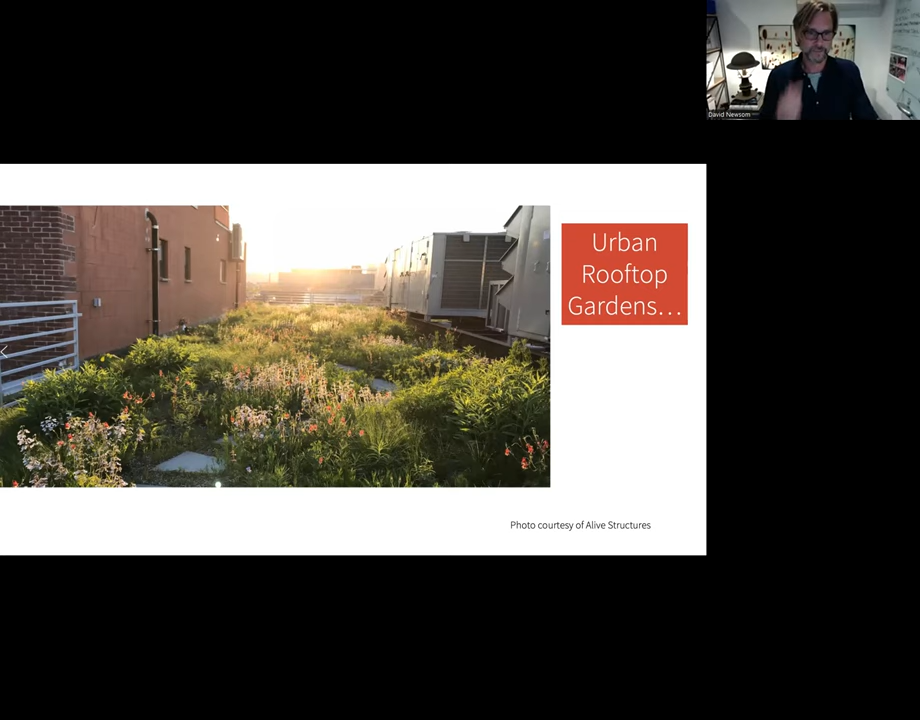 David Newsom
Urban
Rooftop
Gardens...
Photo courtesy of Alive Structures